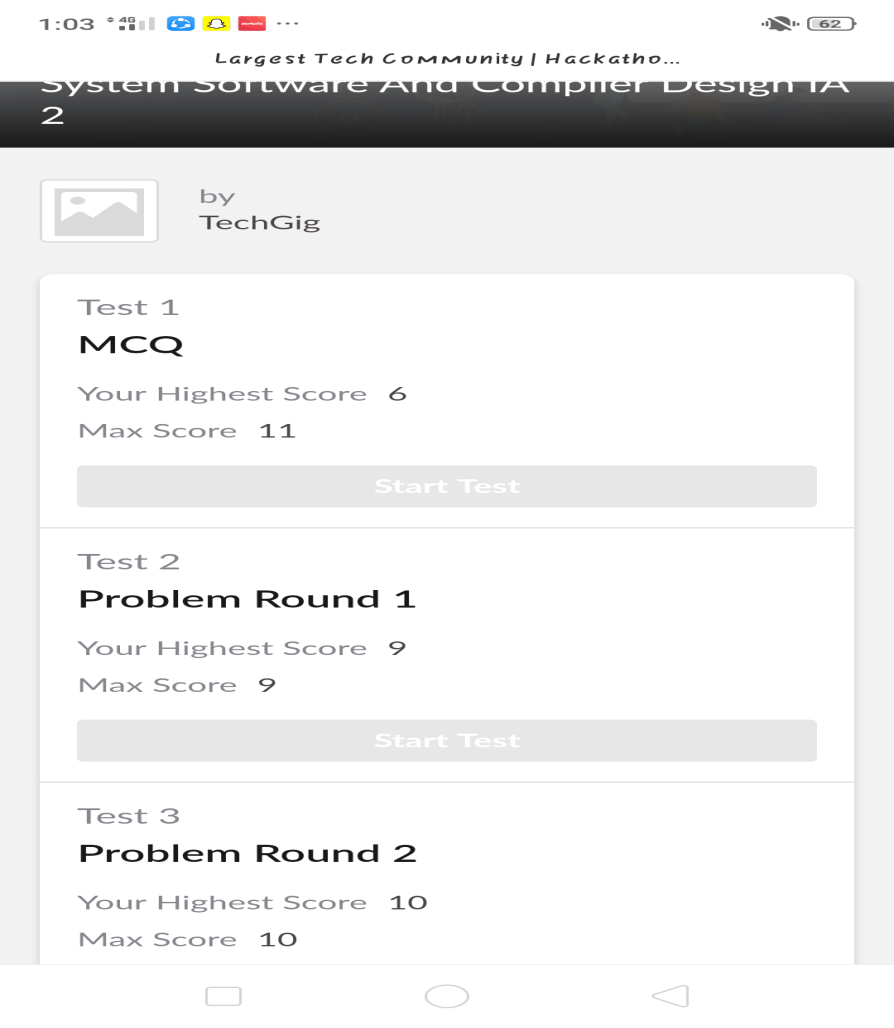 1:03 4G 62
Largest Tech Community | Hackatho...
System Software And Complier Design IA
2
by
TechGig
Test 1
MCQ
Your Highest Score 6
Max Score 11
Start Test
Test 2
Problem Round 1
Your Highest Score 9
Max Score 9
Start Test
Test 3
Problem Round 2
Your Highest Score 10
Max Score 10